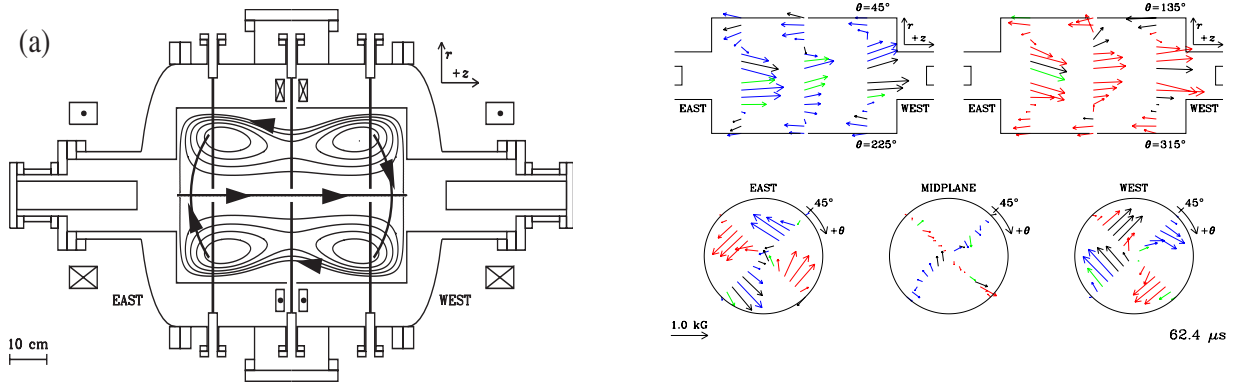 (a)
r
+z
EAST
WEST
10 cm
θ=45°
r
+z
EAST
WEST
θ=225°
θ=135°
r
+z
EAST
WEST
θ=315°
EAST
45°
+θ
MIDPLANE
45°
+θ
WEST
45°
+θ
1.0 kG
62.4 μs